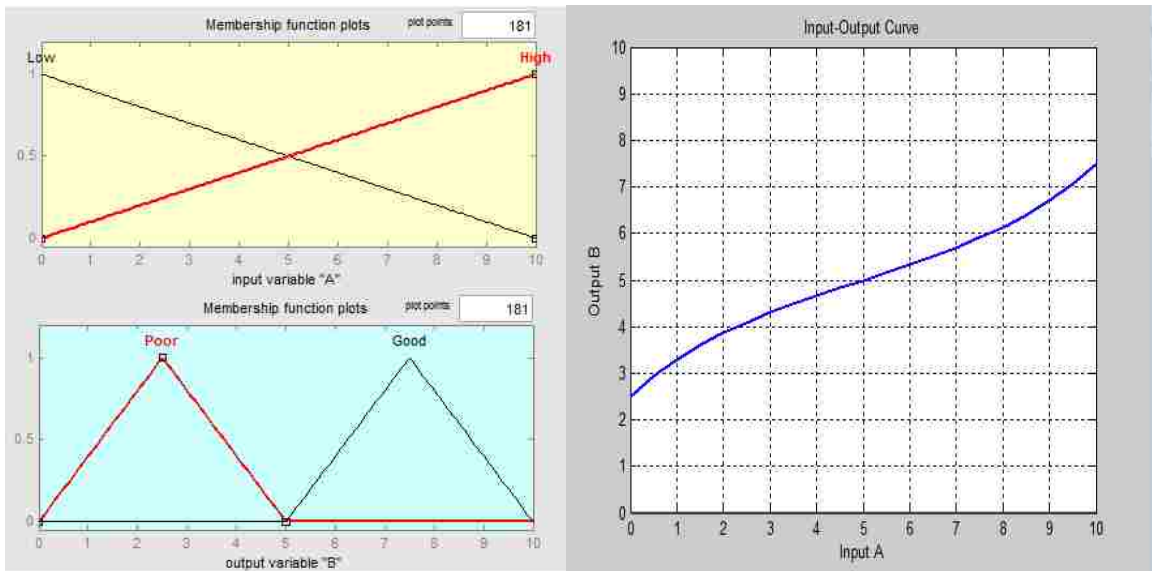 Membership function plots plot points: 181
Low High
1
0.5
0
0 1 2 3 4 5 6 7 8 9 10
input variable "A"
Membership function plots plot points: 181
Poor Good
1
0.5
0
0 1 2 3 4 5 6 7 8 9 10
output variable "B"
Input-Output Curve
10
9
8
7
6
5
4
3
2
1
0
Output B
0 1 2 3 4 5 6 7 8 9 10
Input A